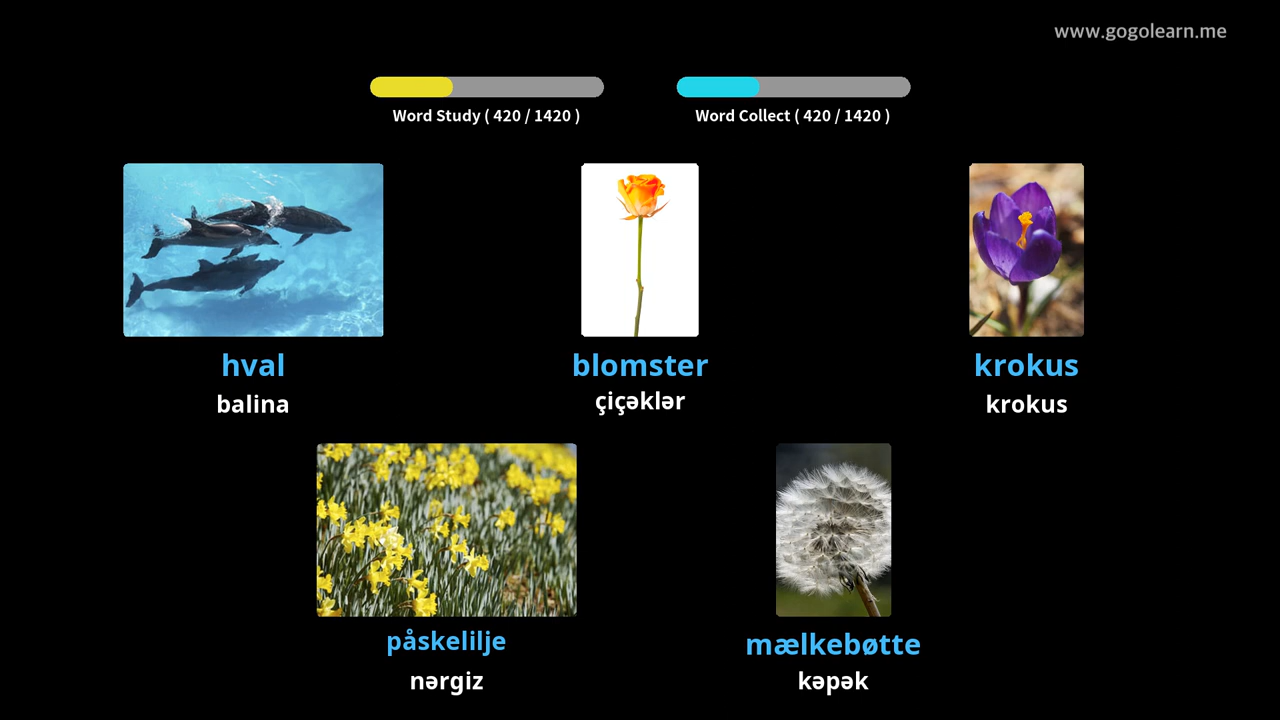 www.gogolearn.me
Word Study ( 420 / 1420 )
Word Collect ( 420 / 1420 )
hval
balina
blomster
çiçəklər
krokus
krokus
påskelilje
nərgiz
mælkebøtte
kəpək